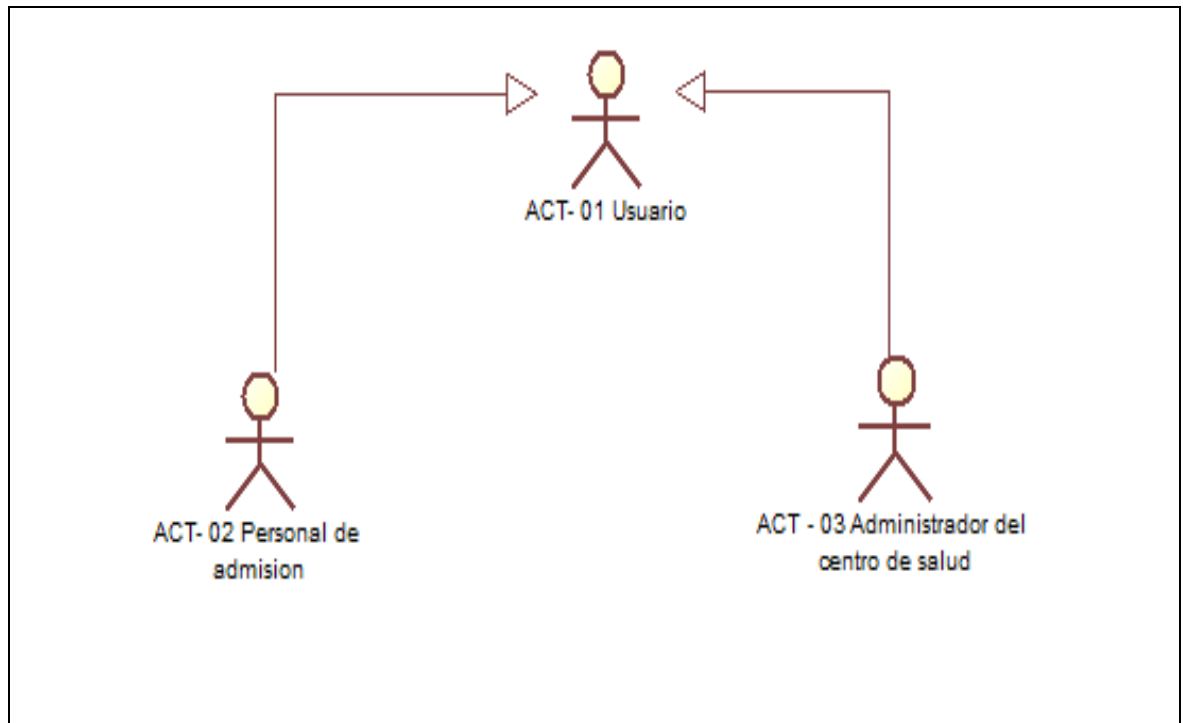 ACT- 01 Usuario
ACT- 02 Personal de
admision
ACT - 03 Administrador del
centro de salud